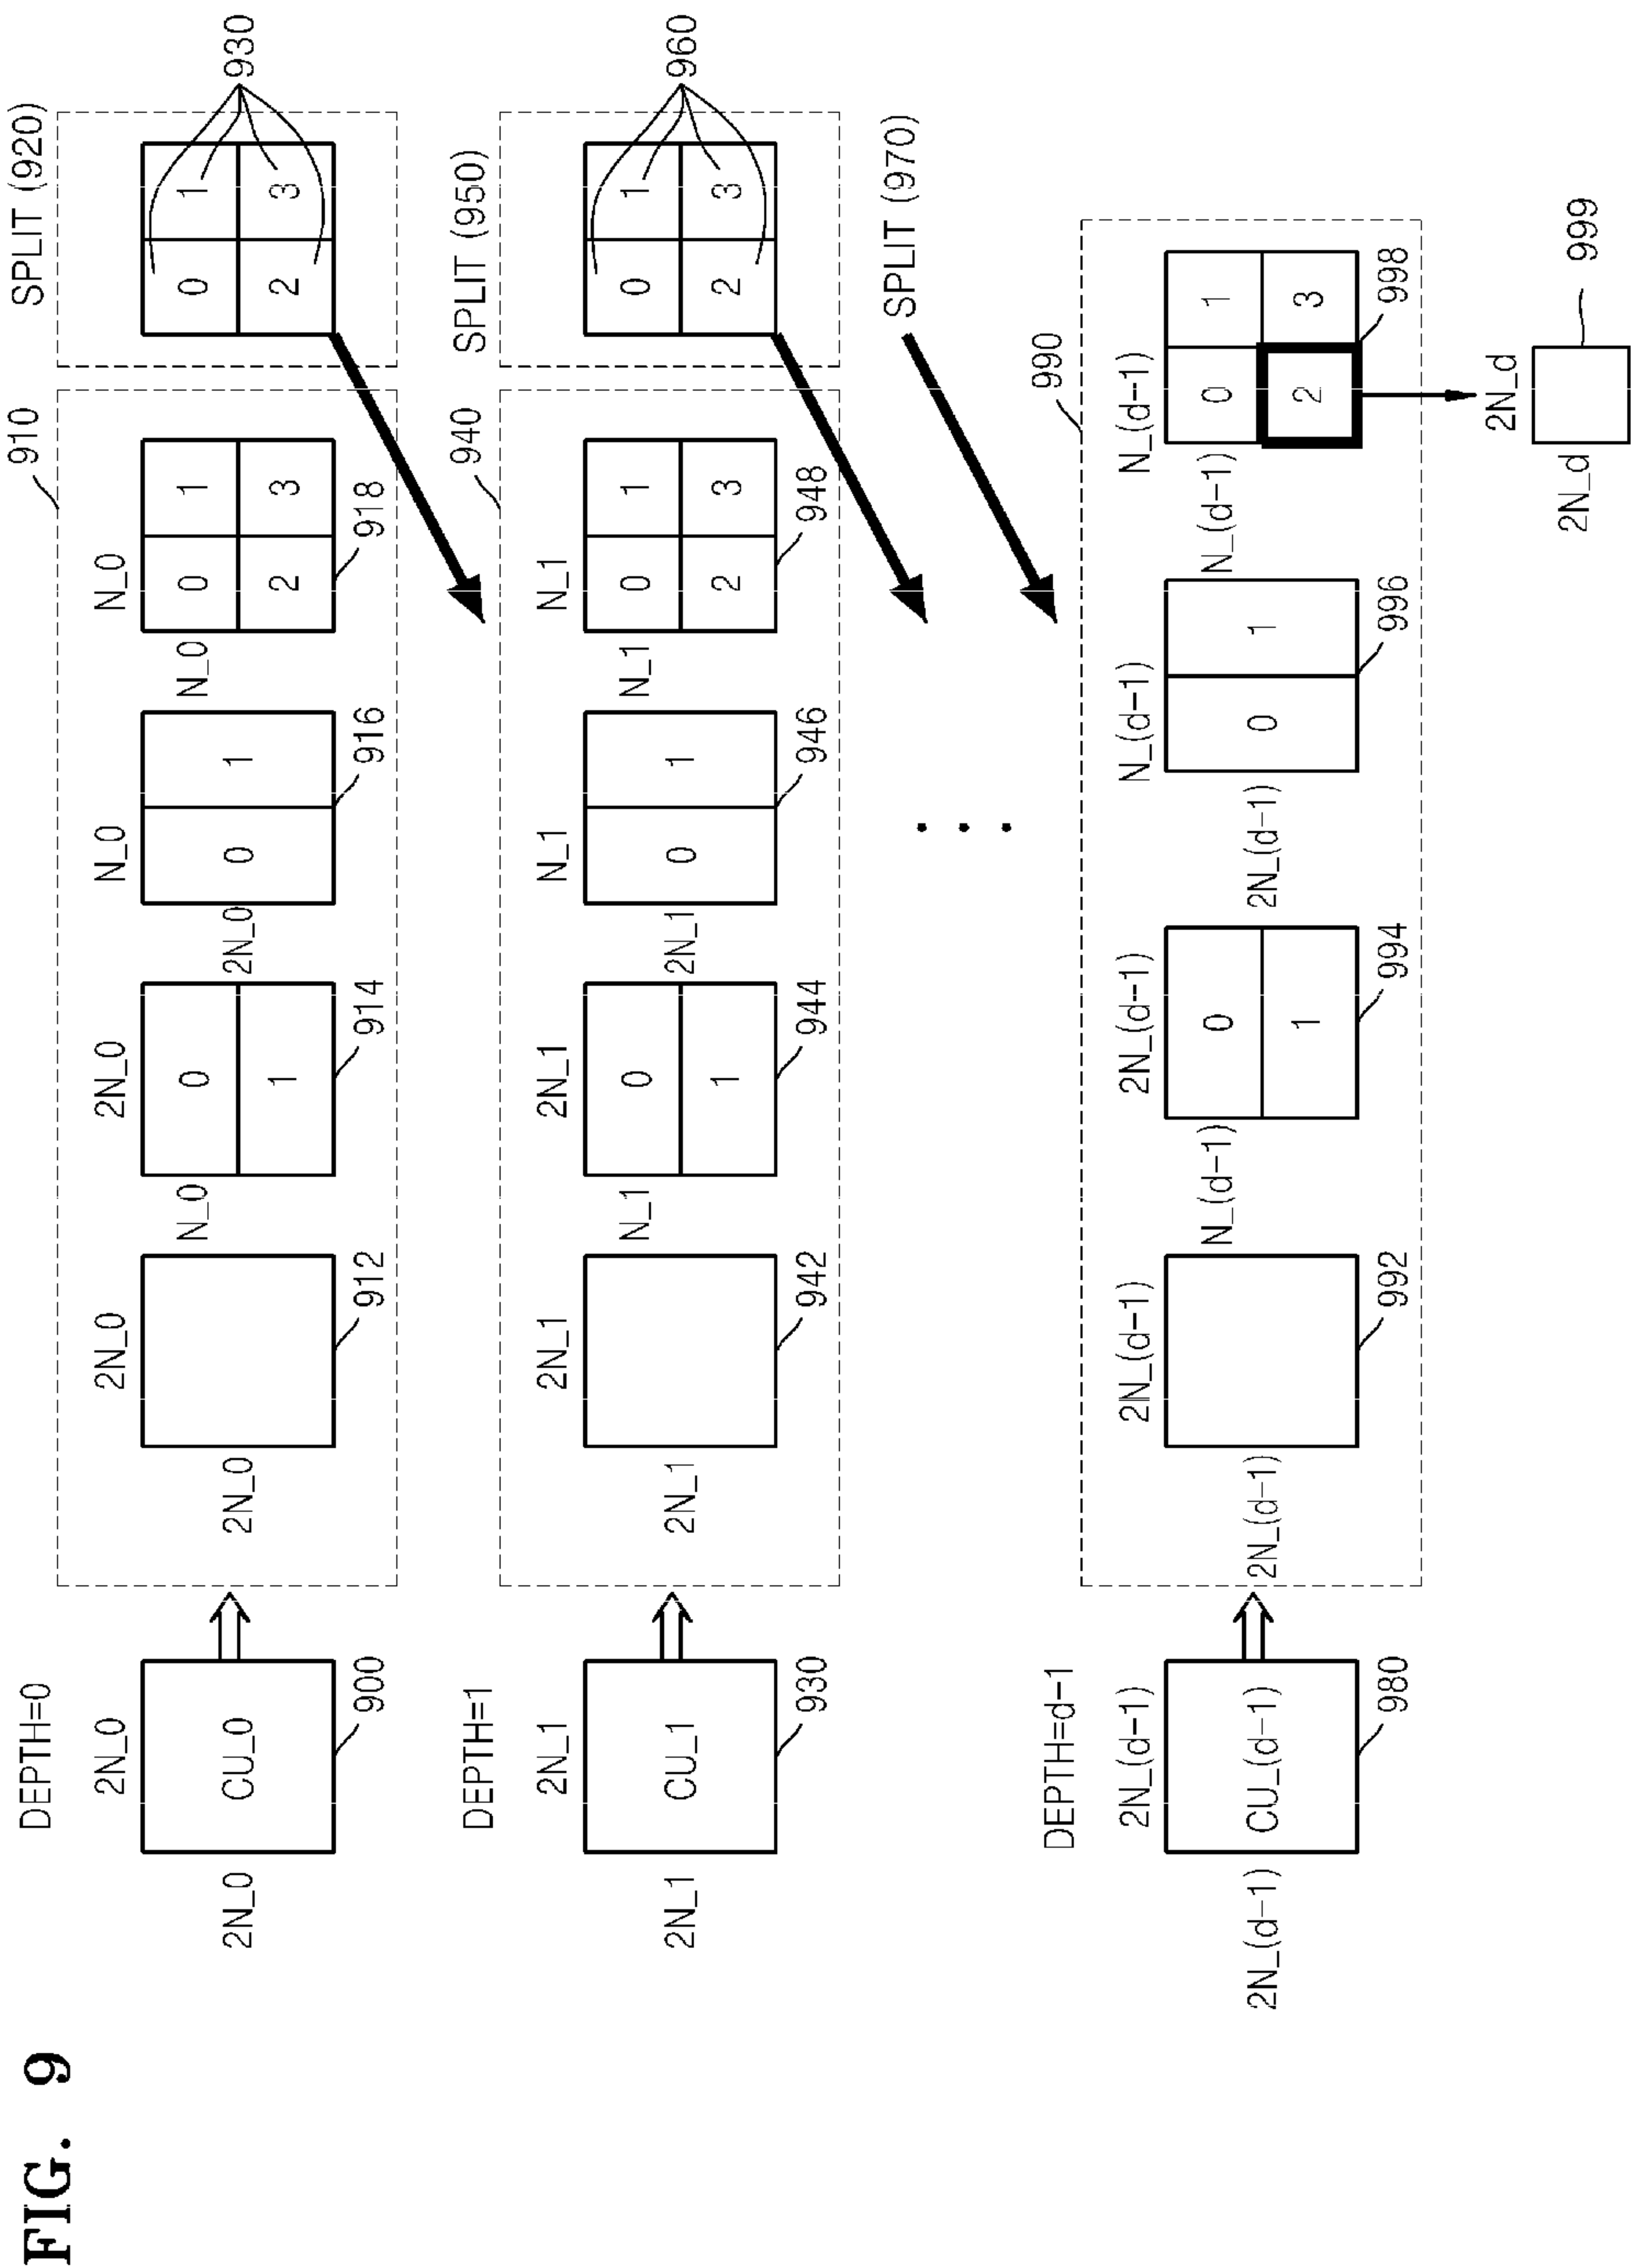 FIG. 9
DEPTH=0
2N_0
2N_0
CU_0
900
910
2N_0
2N_0
912
2N_0
N_0
0
1
914
N_0
2N_0
0 1
916
N_0
N_0
0 1
2 3
918
SPLIT (920)
0 1
2 3
930
DEPTH=1
2N_1
2N_1
CU_1
930
940
2N_1
2N_1
942
2N_1
N_1
0
1
944
N_1
2N_1
0 1
946
N_1
N_1
0 1
2 3
948
SPLIT (950)
0 1
2 3
960
SPLIT (970)
DEPTH=d-1
2N_(d-1)
2N_(d-1)
CU_(d-1)
980
990
2N_(d-1)
2N_(d-1)
992
2N_(d-1)
N_(d-1)
0
1
994
N_(d-1)
2N_(d-1)
0 1
996
N_(d-1)
N_(d-1)
0 1
2 3
998
2N_d
2N_d
999